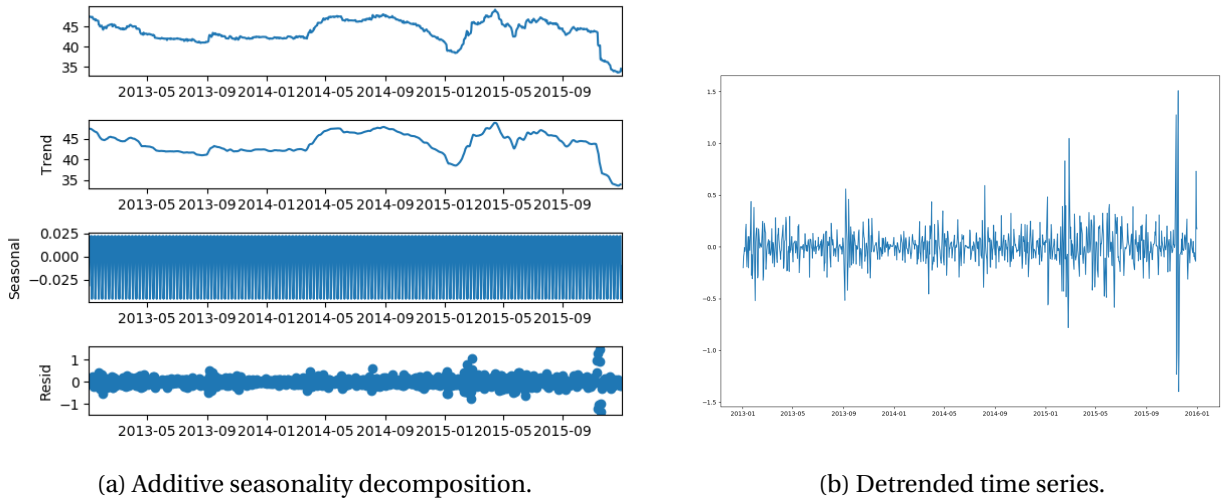 45
40
35
2013-05 2013-09 2014-01 2014-05 2014-09 2015-01 2015-05 2015-09
Trend
45
40
35
2013-05 2013-09 2014-01 2014-05 2014-09 2015-01 2015-05 2015-09
Seasonal
0.025
0.000
−0.025
2013-05 2013-09 2014-01 2014-05 2014-09 2015-01 2015-05 2015-09
Resid
1
0
−1
2013-05 2013-09 2014-01 2014-05 2014-09 2015-01 2015-05 2015-09
(a) Additive seasonality decomposition.
1.5
1.0
0.5
0.0
−0.5
−1.0
−1.5
2013-01 2013-05 2013-09 2014-01 2014-05 2014-09 2015-01 2015-05 2015-09 2016-01
(b) Detrended time series.